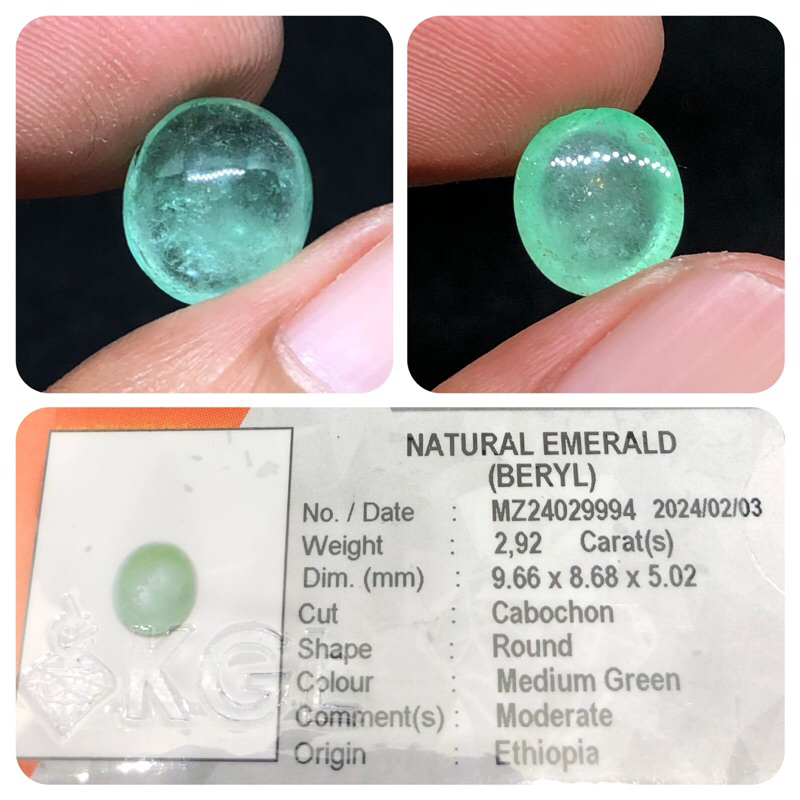 NATURAL EMERALD
(BERYL)
No. / Date : MZ24029994 2024/02/03
Weight : 2,92 Carat(s)
Dim. (mm) : 9.66 x 8.68 x 5.02
Cut : Cabochon
Shape : Round
Colour : Medium Green
Comment(s) : Moderate
Origin : Ethiopia
KGL